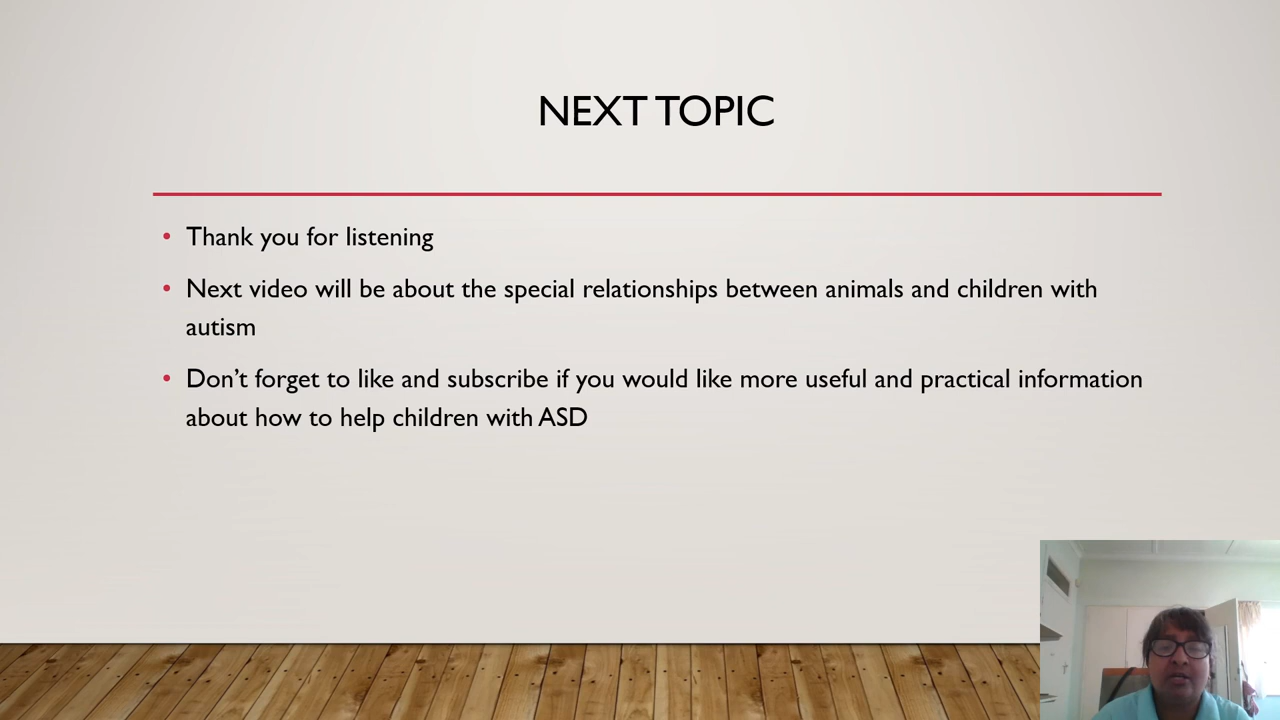 NEXT TOPIC
• Thank you for listening
• Next video will be about the special relationships between animals and children with
autism
• Don’t forget to like and subscribe if you would like more useful and practical information
about how to help children with ASD